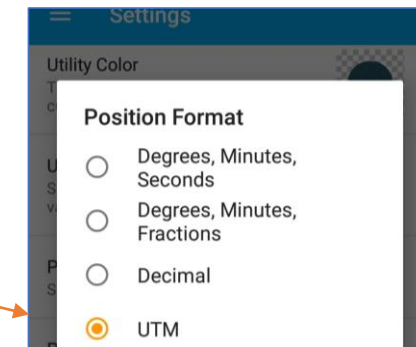 Settings
Utility Color
T
Position Format
U
Degrees, Minutes,
Seconds
S
Degrees, Minutes,
v
Fractions
P
Decimal
S
UTM